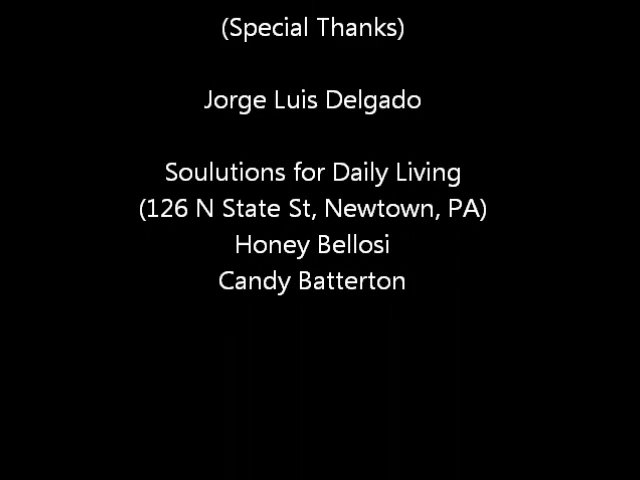 (Special Thanks)
Jorge Luis Delgado
Soulutions for Daily Living
(126 N State St, Newtown, PA)
Honey Bellosi
Candy Batterton